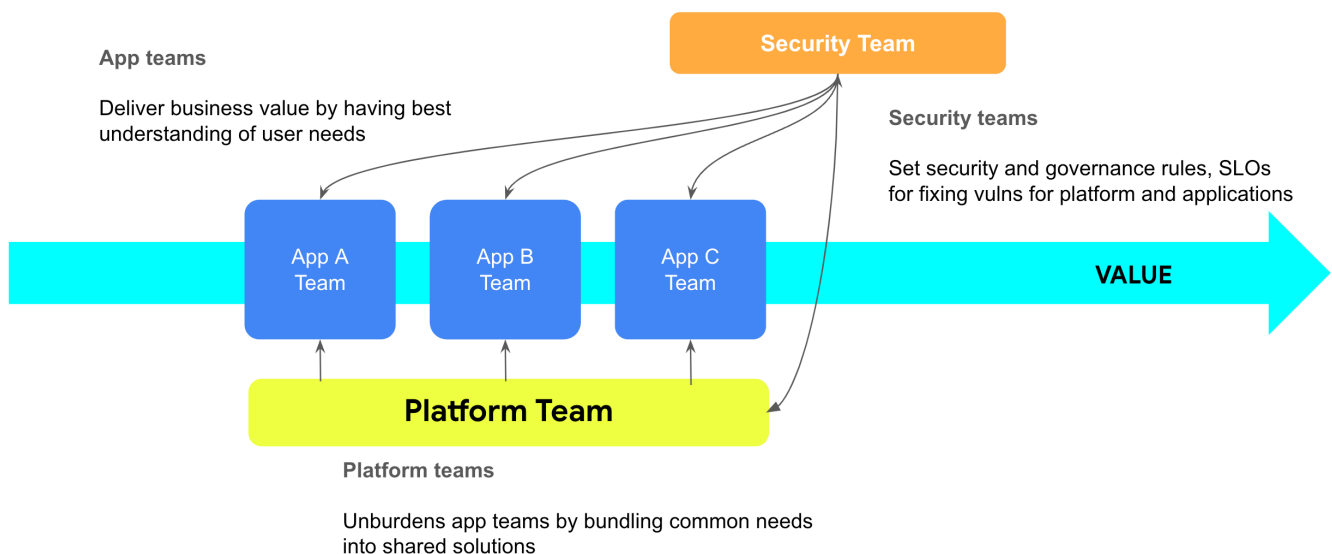 Security Team
App teams
Deliver business value by having best
understanding of user needs
Security teams
Set security and governance rules, SLOs
for fixing vulns for platform and applications
App A
Team
App B
Team
App C
Team
VALUE
Platform Team
Platform teams
Unburdens app teams by bundling common needs
into shared solutions